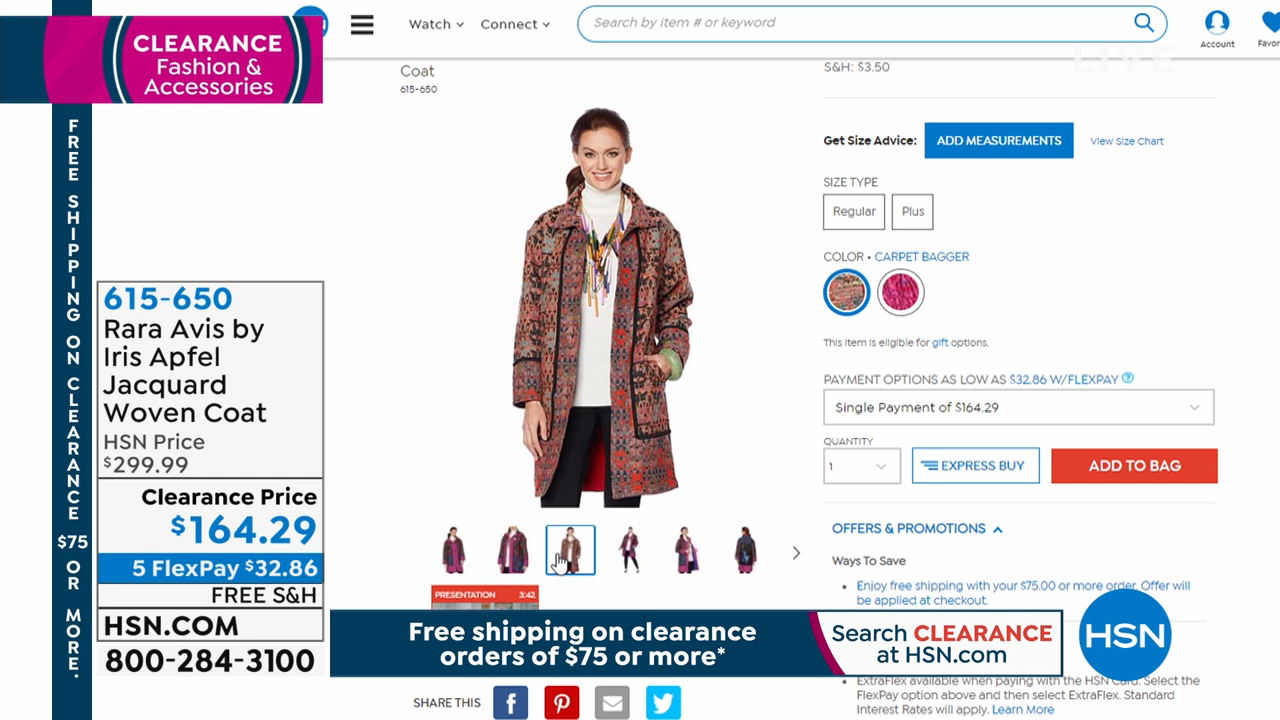 CLEARANCE
Fashion &
Accessories
FREE SHIPPING ON CLEARANCE $75 OR MORE.
615-650
Rara Avis by
Iris Apfel
Jacquard
Woven Coat
HSN Price
$299.99
Clearance Price
$164.29
5 FlexPay $32.86
FREE S&H
HSN.COM
800-284-3100
Watch
Connect
Search by item # or keyword
Account
Favor
LIVE
Coat
615-650
S&H: $3.50
Get Size Advice:
ADD MEASUREMENTS
View Size Chart
SIZE TYPE
Regular
Plus
COLOR • CARPET BAGGER
This item is eligible for gift options.
PAYMENT OPTIONS AS LOW AS $32.86 W/FLEXPAY
Single Payment of $164.29
QUANTITY
1
EXPRESS BUY
ADD TO BAG
OFFERS & PROMOTIONS
Ways To Save
• Enjoy free shipping with your $75.00 or more order. Offer will
be applied at checkout.
PRESENTATION 3:42
Free shipping on clearance
orders of $75 or more*
Search CLEARANCE
at HSN.com
HSN
• ExtraFlex available when paying with the HSN Card. Select the
FlexPay option above and then select ExtraFlex. Standard
Interest Rates will apply. Learn More
SHARE THIS